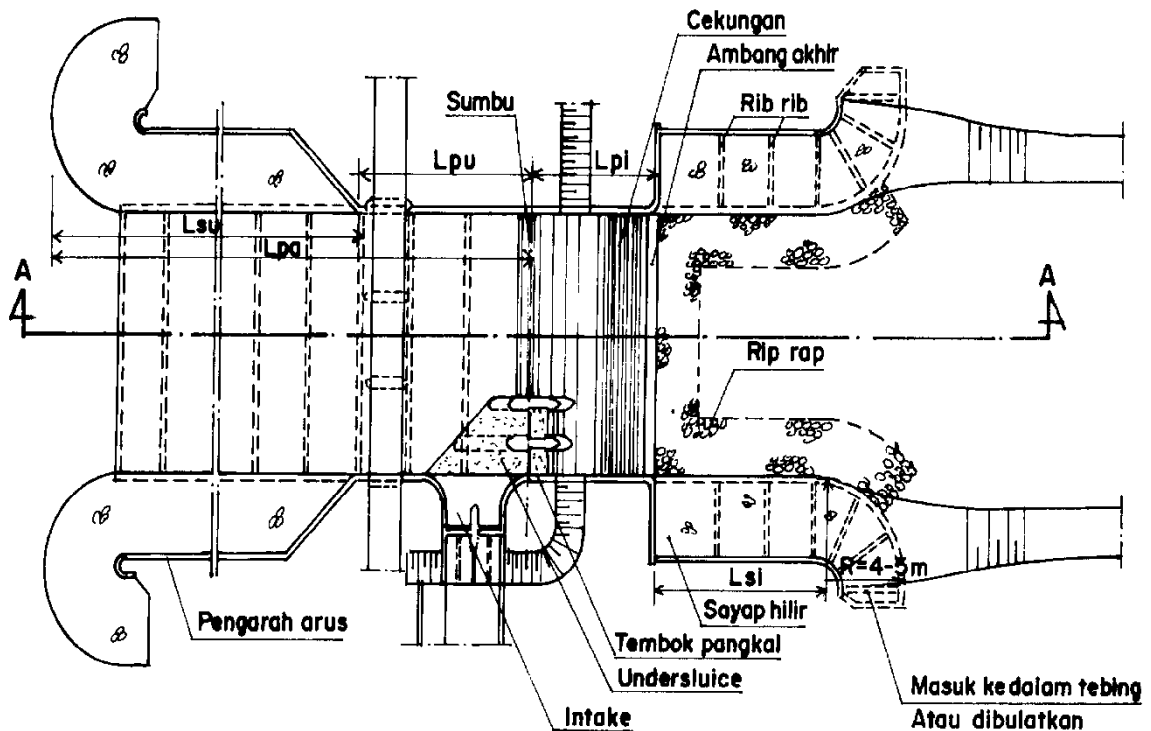 Cekungan
Ambang akhir
Sumbu
Rib rib
Lpu
Lpi
Lsu
Lpa
A
A
Rip rap
R=4-5m
Lsi
Pengarah arus
Sayap hilir
Tembok pangkal
Undersluice
Intake
Masuk kedalam tebing
Atau dibulatkan